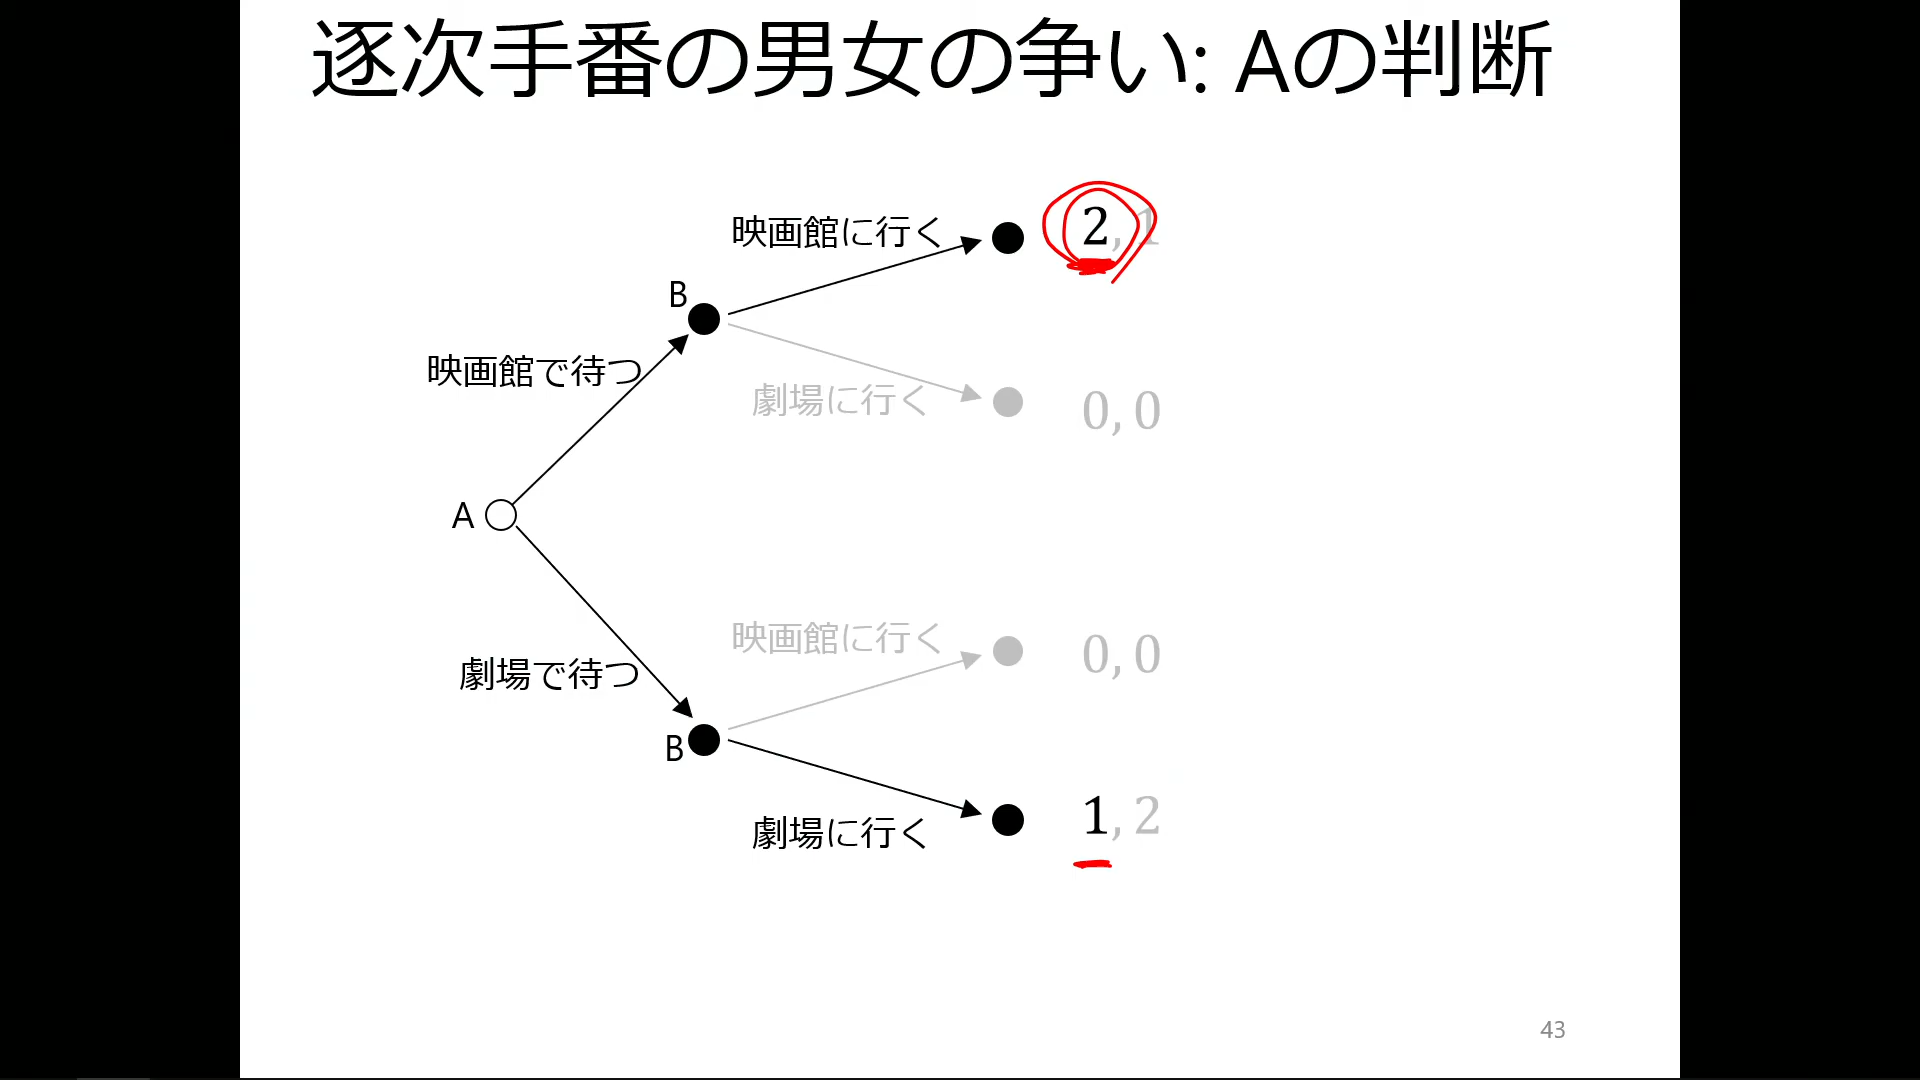 逐次手番の男女の争い: Aの判断
映画館に行く
2, 1
B
映画館で待つ
劇場に行く
0, 0
A
映画館に行く
0, 0
劇場で待つ
B
劇場に行く
1, 2
43